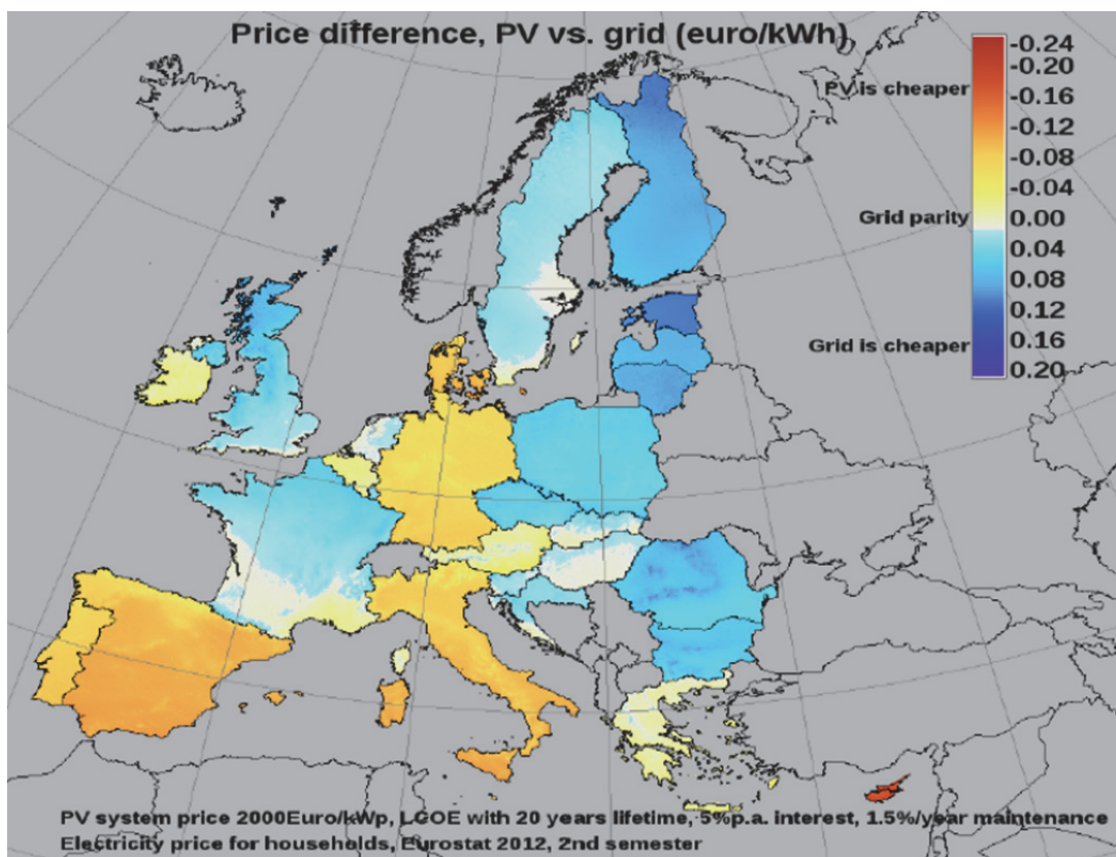 Price difference, PV vs. grid (euro/kWh)
-0.24
-0.20
PV is cheaper
-0.16
-0.12
-0.08
-0.04
Grid parity
0.00
0.04
0.08
0.12
Grid is cheaper
0.16
0.20
PV system price 2000Euro/kWp, LCOE with 20 years lifetime, 5%p.a. interest, 1.5%/year maintenance
Electricity price for households, Eurostat 2012, 2nd semester